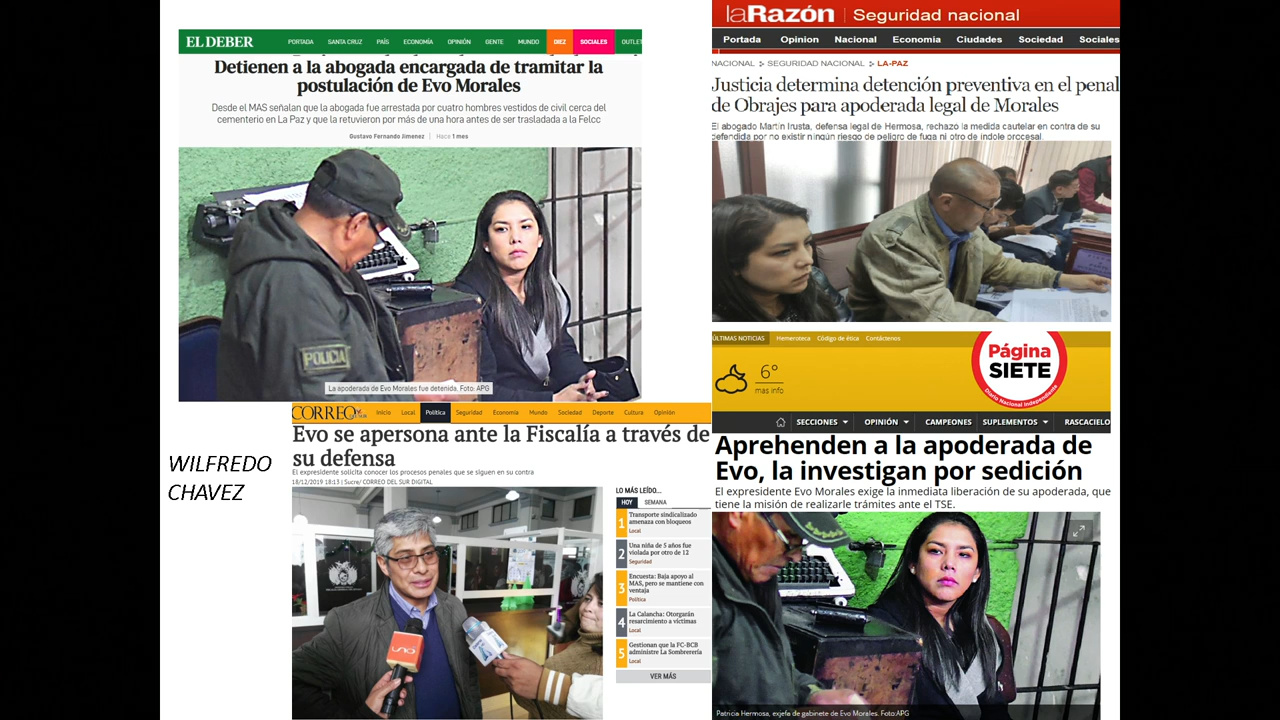 EL DEBER
PORTADA SANTA CRUZ PAÍS ECONOMÍA OPINIÓN GENTE MUNDO DIEZ SOCIALES OUTLET
Detienen a la abogada encargada de tramitar la
postulación de Evo Morales
Desde el MAS señalan que la abogada fue arrestada por cuatro hombres vestidos de civil cerca del
cementerio en La Paz y que la retuvieron por más de una hora antes de ser trasladada a la Felcc
Gustavo Fernando Jimenez | Hace 1 mes
POLICIA
La apoderada de Evo Morales fue detenida. Foto: APG
laRazón | Seguridad nacional
Portada Opinion Nacional Economia Ciudades Sociedad Sociales
NACIONAL > SEGURIDAD NACIONAL > LA-PAZ
Justicia determina detención preventiva en el penal
de Obrajes para apoderada legal de Morales
El abogado Martín Irusta, defensa legal de Hermosa, rechazó la medida cautelar en contra de su
defendida por no existir ningún riesgo de peligro de fuga ni otro de índole procesal.
ÚLTIMAS NOTICIAS Hemeroteca Código de ética Contáctenos
6°
mas info
Página
SIETE
Diario Nacional Independiente
SECCIONES OPINIÓN CAMPEONES SUPLEMENTOS RASCACIELO
Aprehenden a la apoderada de
Evo, la investigan por sedición
El expresidente Evo Morales exige la inmediata liberación de su apoderada, que
tiene la misión de realizarle trámites ante el TSE.
Patricia Hermosa, exjefa de gabinete de Evo Morales. Foto:APG
WILFREDO
CHAVEZ
CORREO
Inicio Local Política Seguridad Economía Mundo Sociedad Deporte Cultura Opinión
Evo se apersona ante la Fiscalía a través de
su defensa
El expresidente solicita conocer los procesos penales que se siguen en su contra
18/12/2019 18:13 | Sucre/ CORREO DEL SUR DIGITAL
UNO
LO MÁS LEÍDO...
HOY SEMANA
1 Transporte sindicalizado
amenaza con bloqueos
Local
2 Una niña de 5 años fue
violada por otro de 12
Seguridad
3 Encuesta: Baja apoyo al
MAS, pero se mantiene con
ventaja
Política
4 La Calancha: Otorgarán
resarcimiento a víctimas
Local
5 Gestionan que la FC-BCB
administre La Sombrerería
Local
VER MÁS